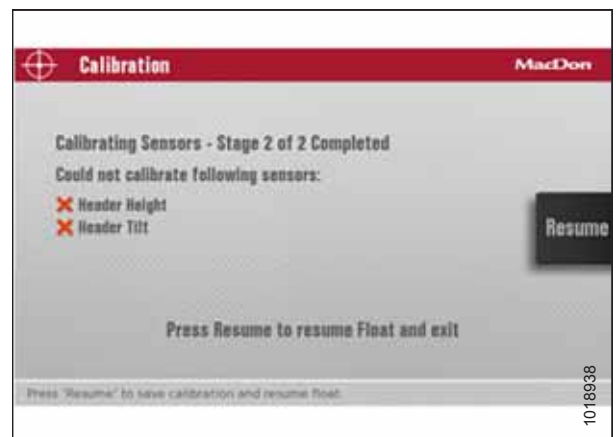 Calibration
MacDon
Calibrating Sensors - Stage 2 of 2 Completed
Could not calibrate following sensors:
Header Height
Header Tilt
Resume
Press Resume to resume Float and exit
Press 'Resume' to save calibration and resume float.
1018938